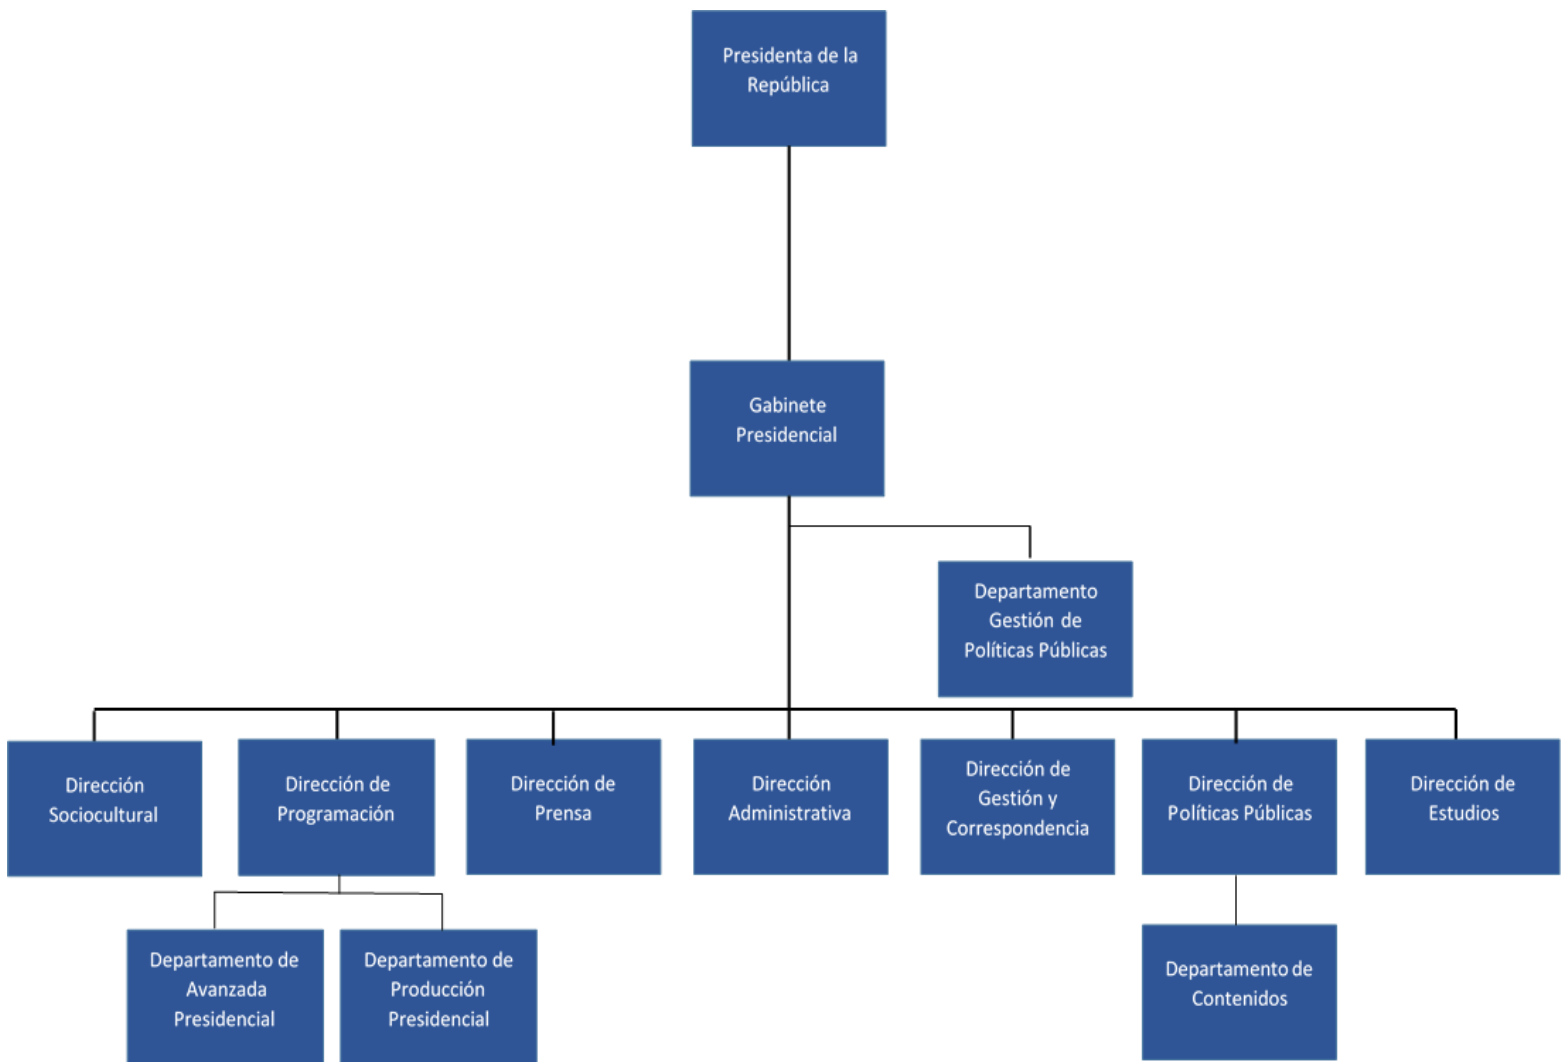 Presidenta de la
República
Gabinete
Presidencial
Departamento
Gestión de
Políticas Públicas
Dirección
Sociocultural
Dirección de
Programación
Dirección de
Prensa
Dirección
Administrativa
Dirección de
Gestión y
Correspondencia
Dirección de
Políticas Públicas
Dirección de
Estudios
Departamento de
Avanzada
Presidencial
Departamento de
Producción
Presidencial
Departamento de
Contenidos